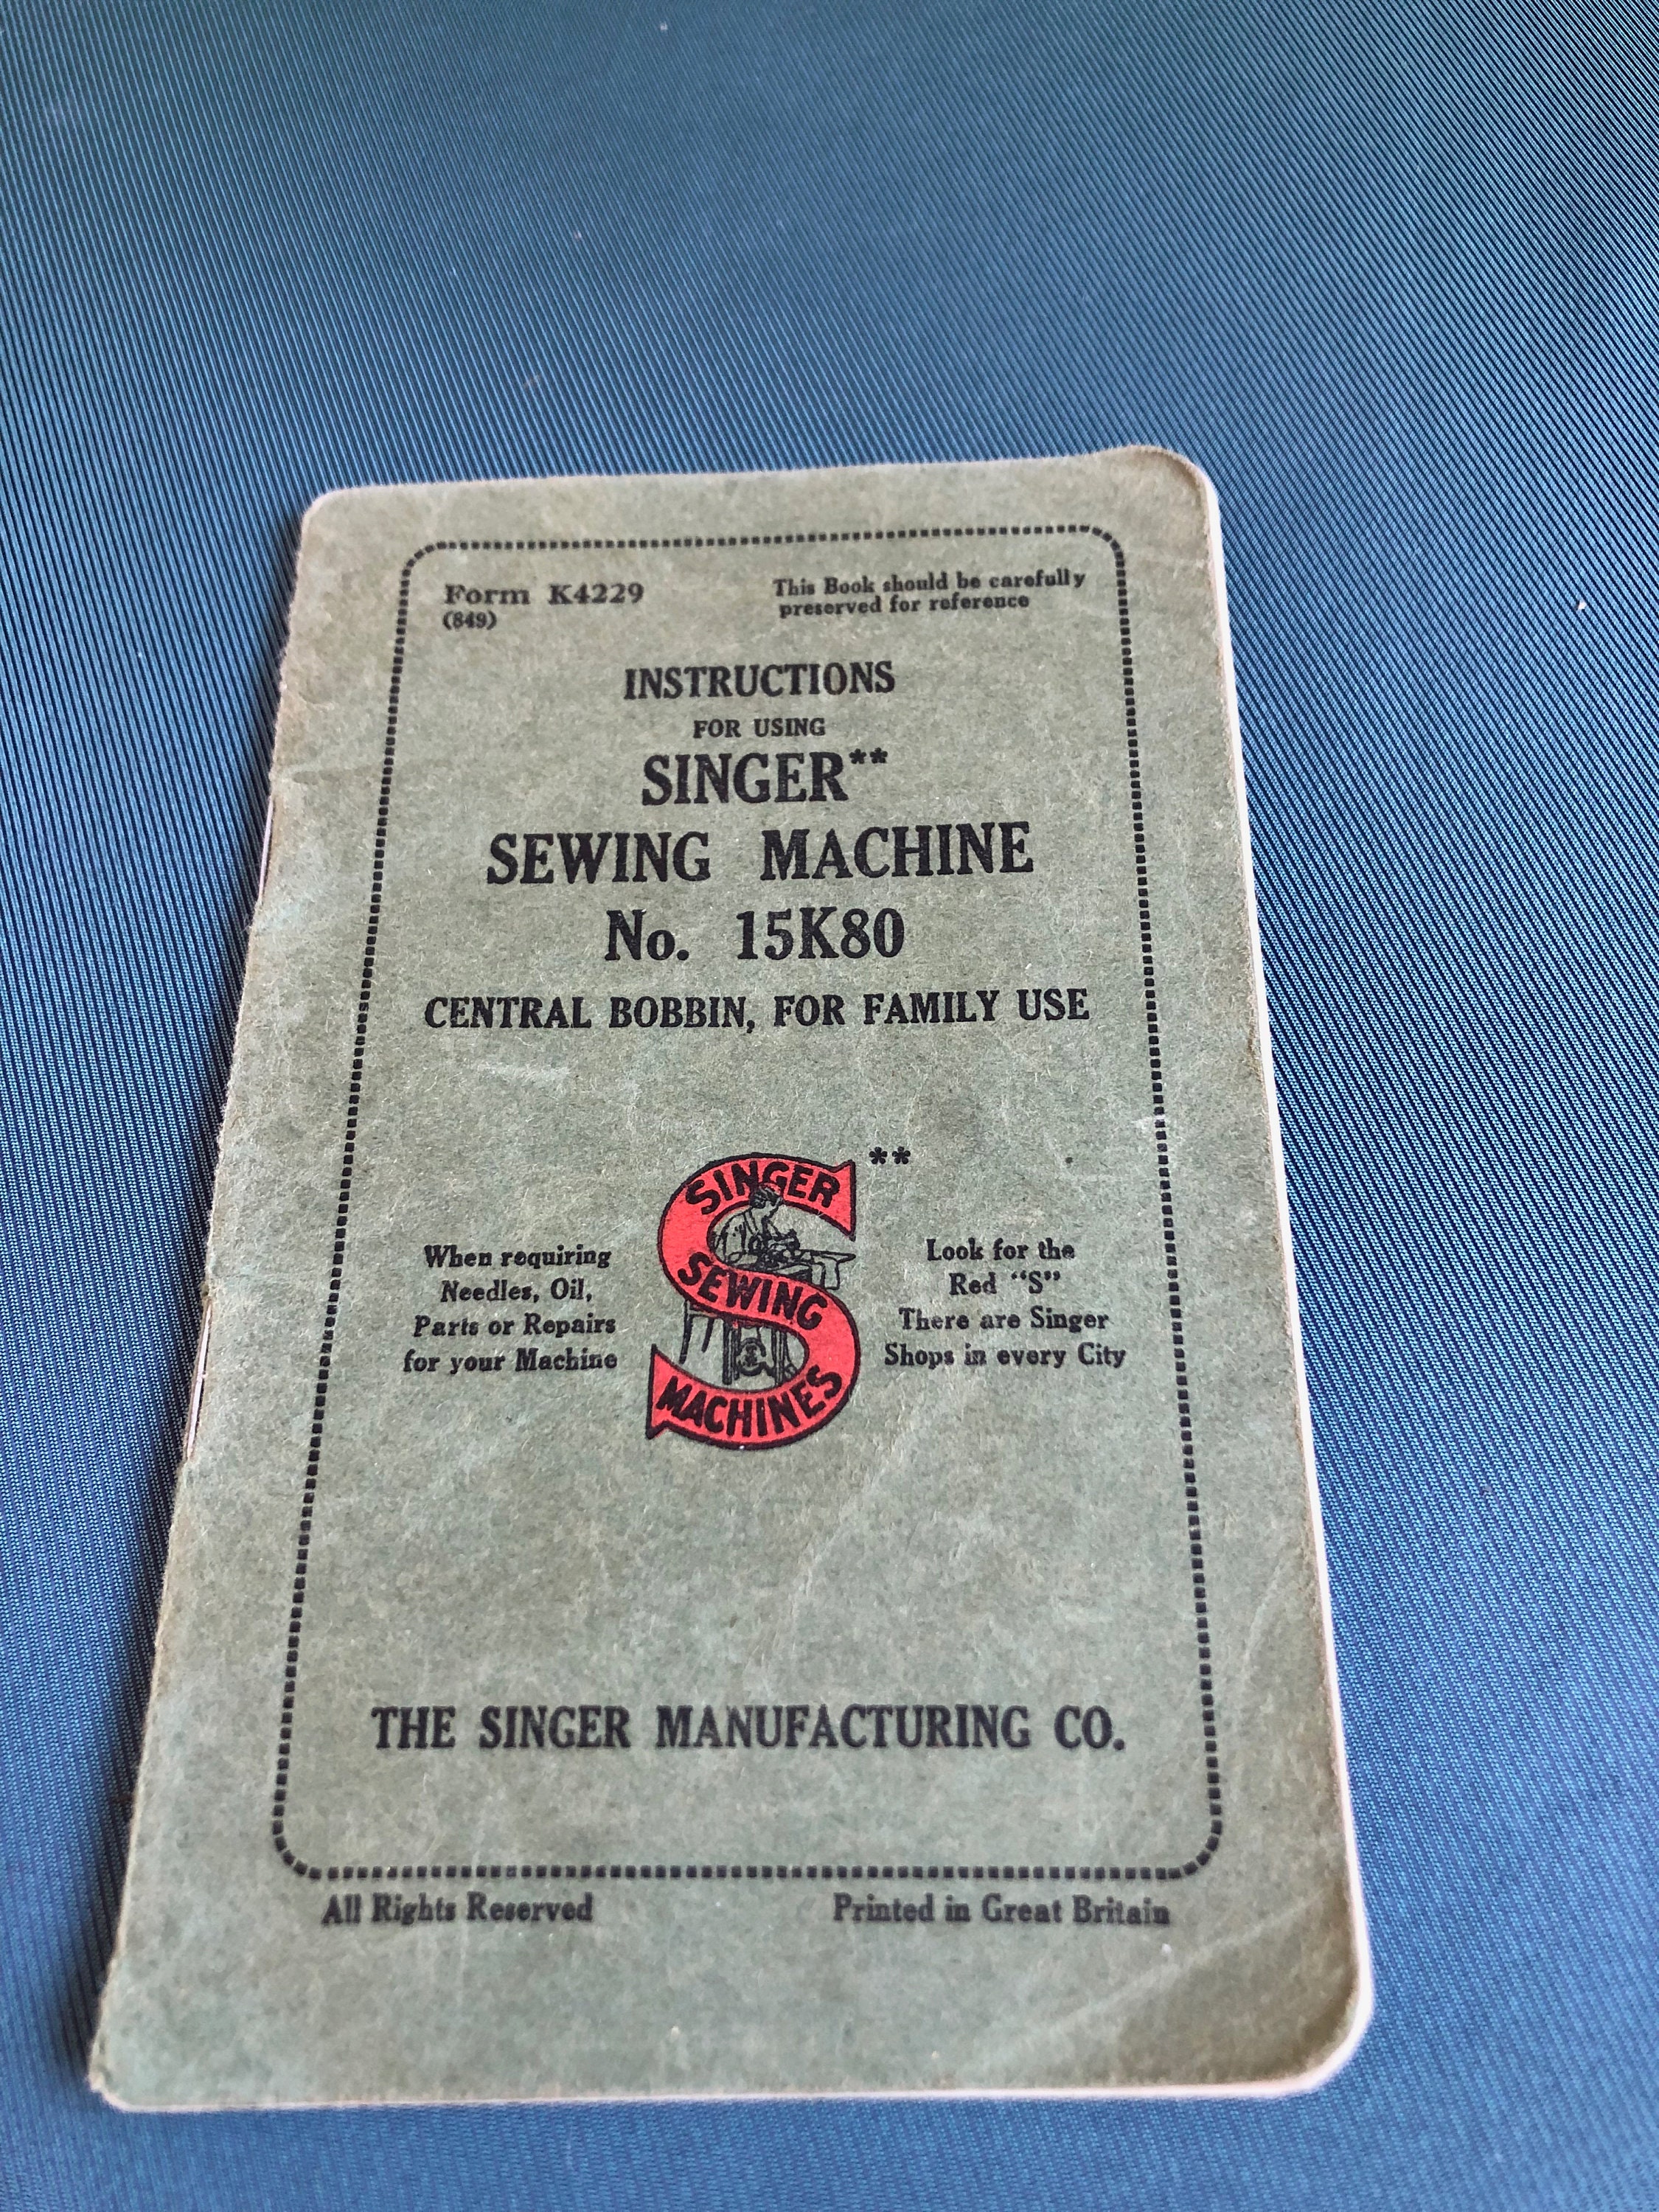 Form K4229
(849)
This Book should be carefully
preserved for reference
INSTRUCTIONS
FOR USING
SINGER**
SEWING MACHINE
No. 15K80
CENTRAL BOBBIN, FOR FAMILY USE
When requiring
Needles, Oil,
Parts or Repairs
for your Machine
SINGER
SEWING
MACHINES
**
Look for the
Red "S"
There are Singer
Shops in every City
THE SINGER MANUFACTURING CO.
All Rights Reserved
Printed in Great Britain